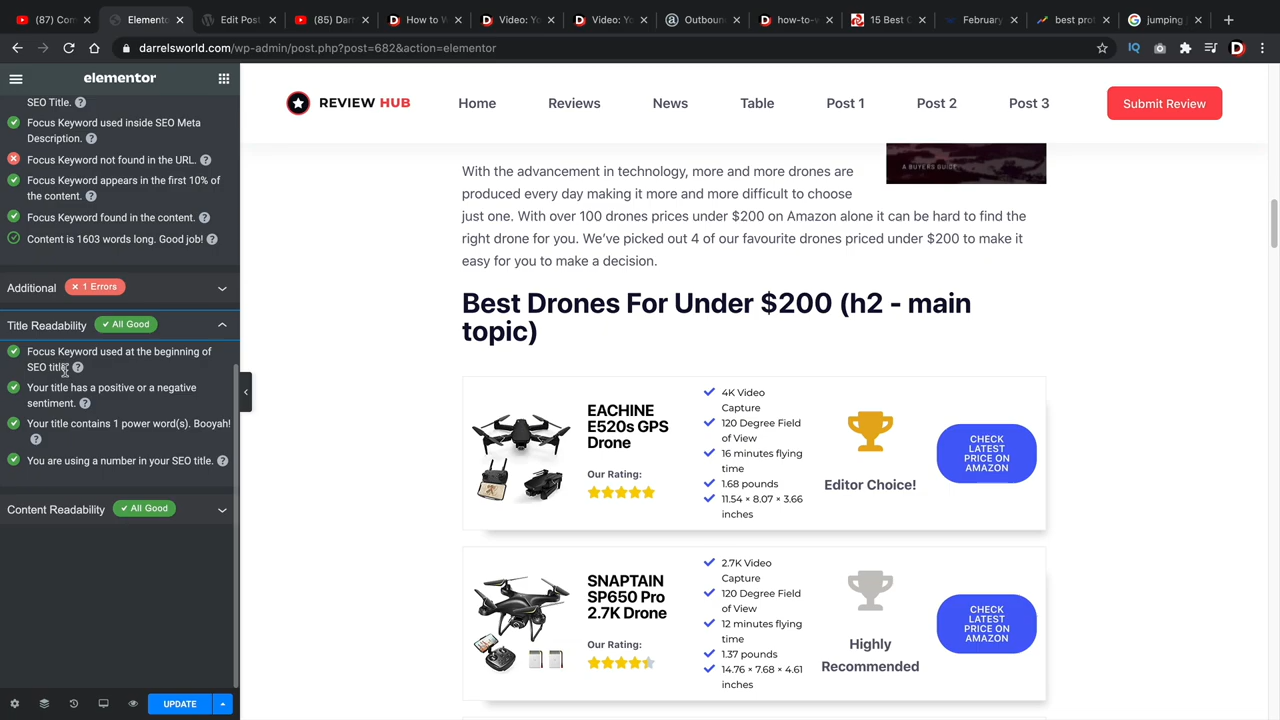 (87) Com
Elemento
Edit Post
(85) Darr
How to W
Video: Yo
Video: Yo
Outboun
how-to-w
15 Best G
February
best prot
jumping j
darrelsworld.com/wp-admin/post.php?post=682&action=elementor
elementor
SEO Title.
Focus Keyword used inside SEO Meta
Description.
Focus Keyword not found in the URL.
Focus Keyword appears in the first 10% of
the content.
Focus Keyword found in the content.
Content is 1603 words long. Good job!
Additional × 1 Errors
Title Readability ✓ All Good
Focus Keyword used at the beginning of
SEO title.
Your title has a positive or a negative
sentiment.
Your title contains 1 power word(s). Booyah!
You are using a number in your SEO title.
Content Readability ✓ All Good
UPDATE
REVIEW HUB
Home
Reviews
News
Table
Post 1
Post 2
Post 3
Submit Review
A BUYERS GUIDE
With the advancement in technology, more and more drones are
produced every day making it more and more difficult to choose
just one. With over 100 drones prices under $200 on Amazon alone it can be hard to find the
right drone for you. We've picked out 4 of our favourite drones priced under $200 to make it
easy for you to make a decision.
Best Drones For Under $200 (h2 - main
topic)
EACHINE
E520s GPS
Drone
Our Rating:
4K Video
Capture
120 Degree Field
of View
16 minutes flying
time
1.68 pounds
11.54 × 8.07 × 3.66
inches
Editor Choice!
CHECK
LATEST
PRICE ON
AMAZON
SNAPTAIN
SP650 Pro
2.7K Drone
Our Rating:
2.7K Video
Capture
120 Degree Field
of View
12 minutes flying
time
1.37 pounds
14.76 × 7.68 × 4.61
inches
Highly
Recommended
CHECK
LATEST
PRICE ON
AMAZON